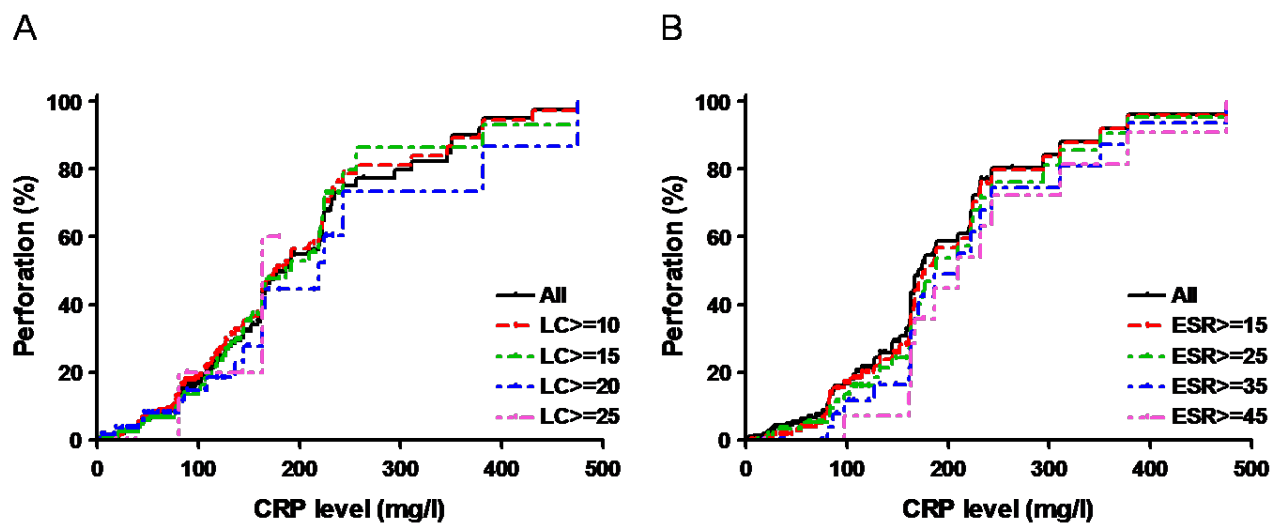 A
B
Perforation (%)
100
80
60
40
20
0
0 100 200 300 400 500
CRP level (mg/l)
All
LC>=10
LC>=15
LC>=20
LC>=25
Perforation (%)
100
80
60
40
20
0
0 100 200 300 400 500
CRP level (mg/l)
All
ESR>=15
ESR>=25
ESR>=35
ESR>=45